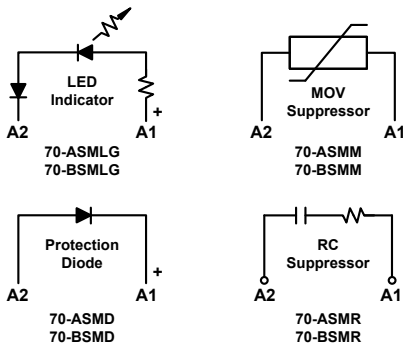 LED
Indicator
A2
A1
+
70-ASMLG
70-BSMLG
MOV
Suppressor
A2
A1
70-ASMM
70-BSMM
Protection
Diode
A2
A1
+
70-ASMD
70-BSMD
RC
Suppressor
A2
A1
70-ASMR
70-BSMR